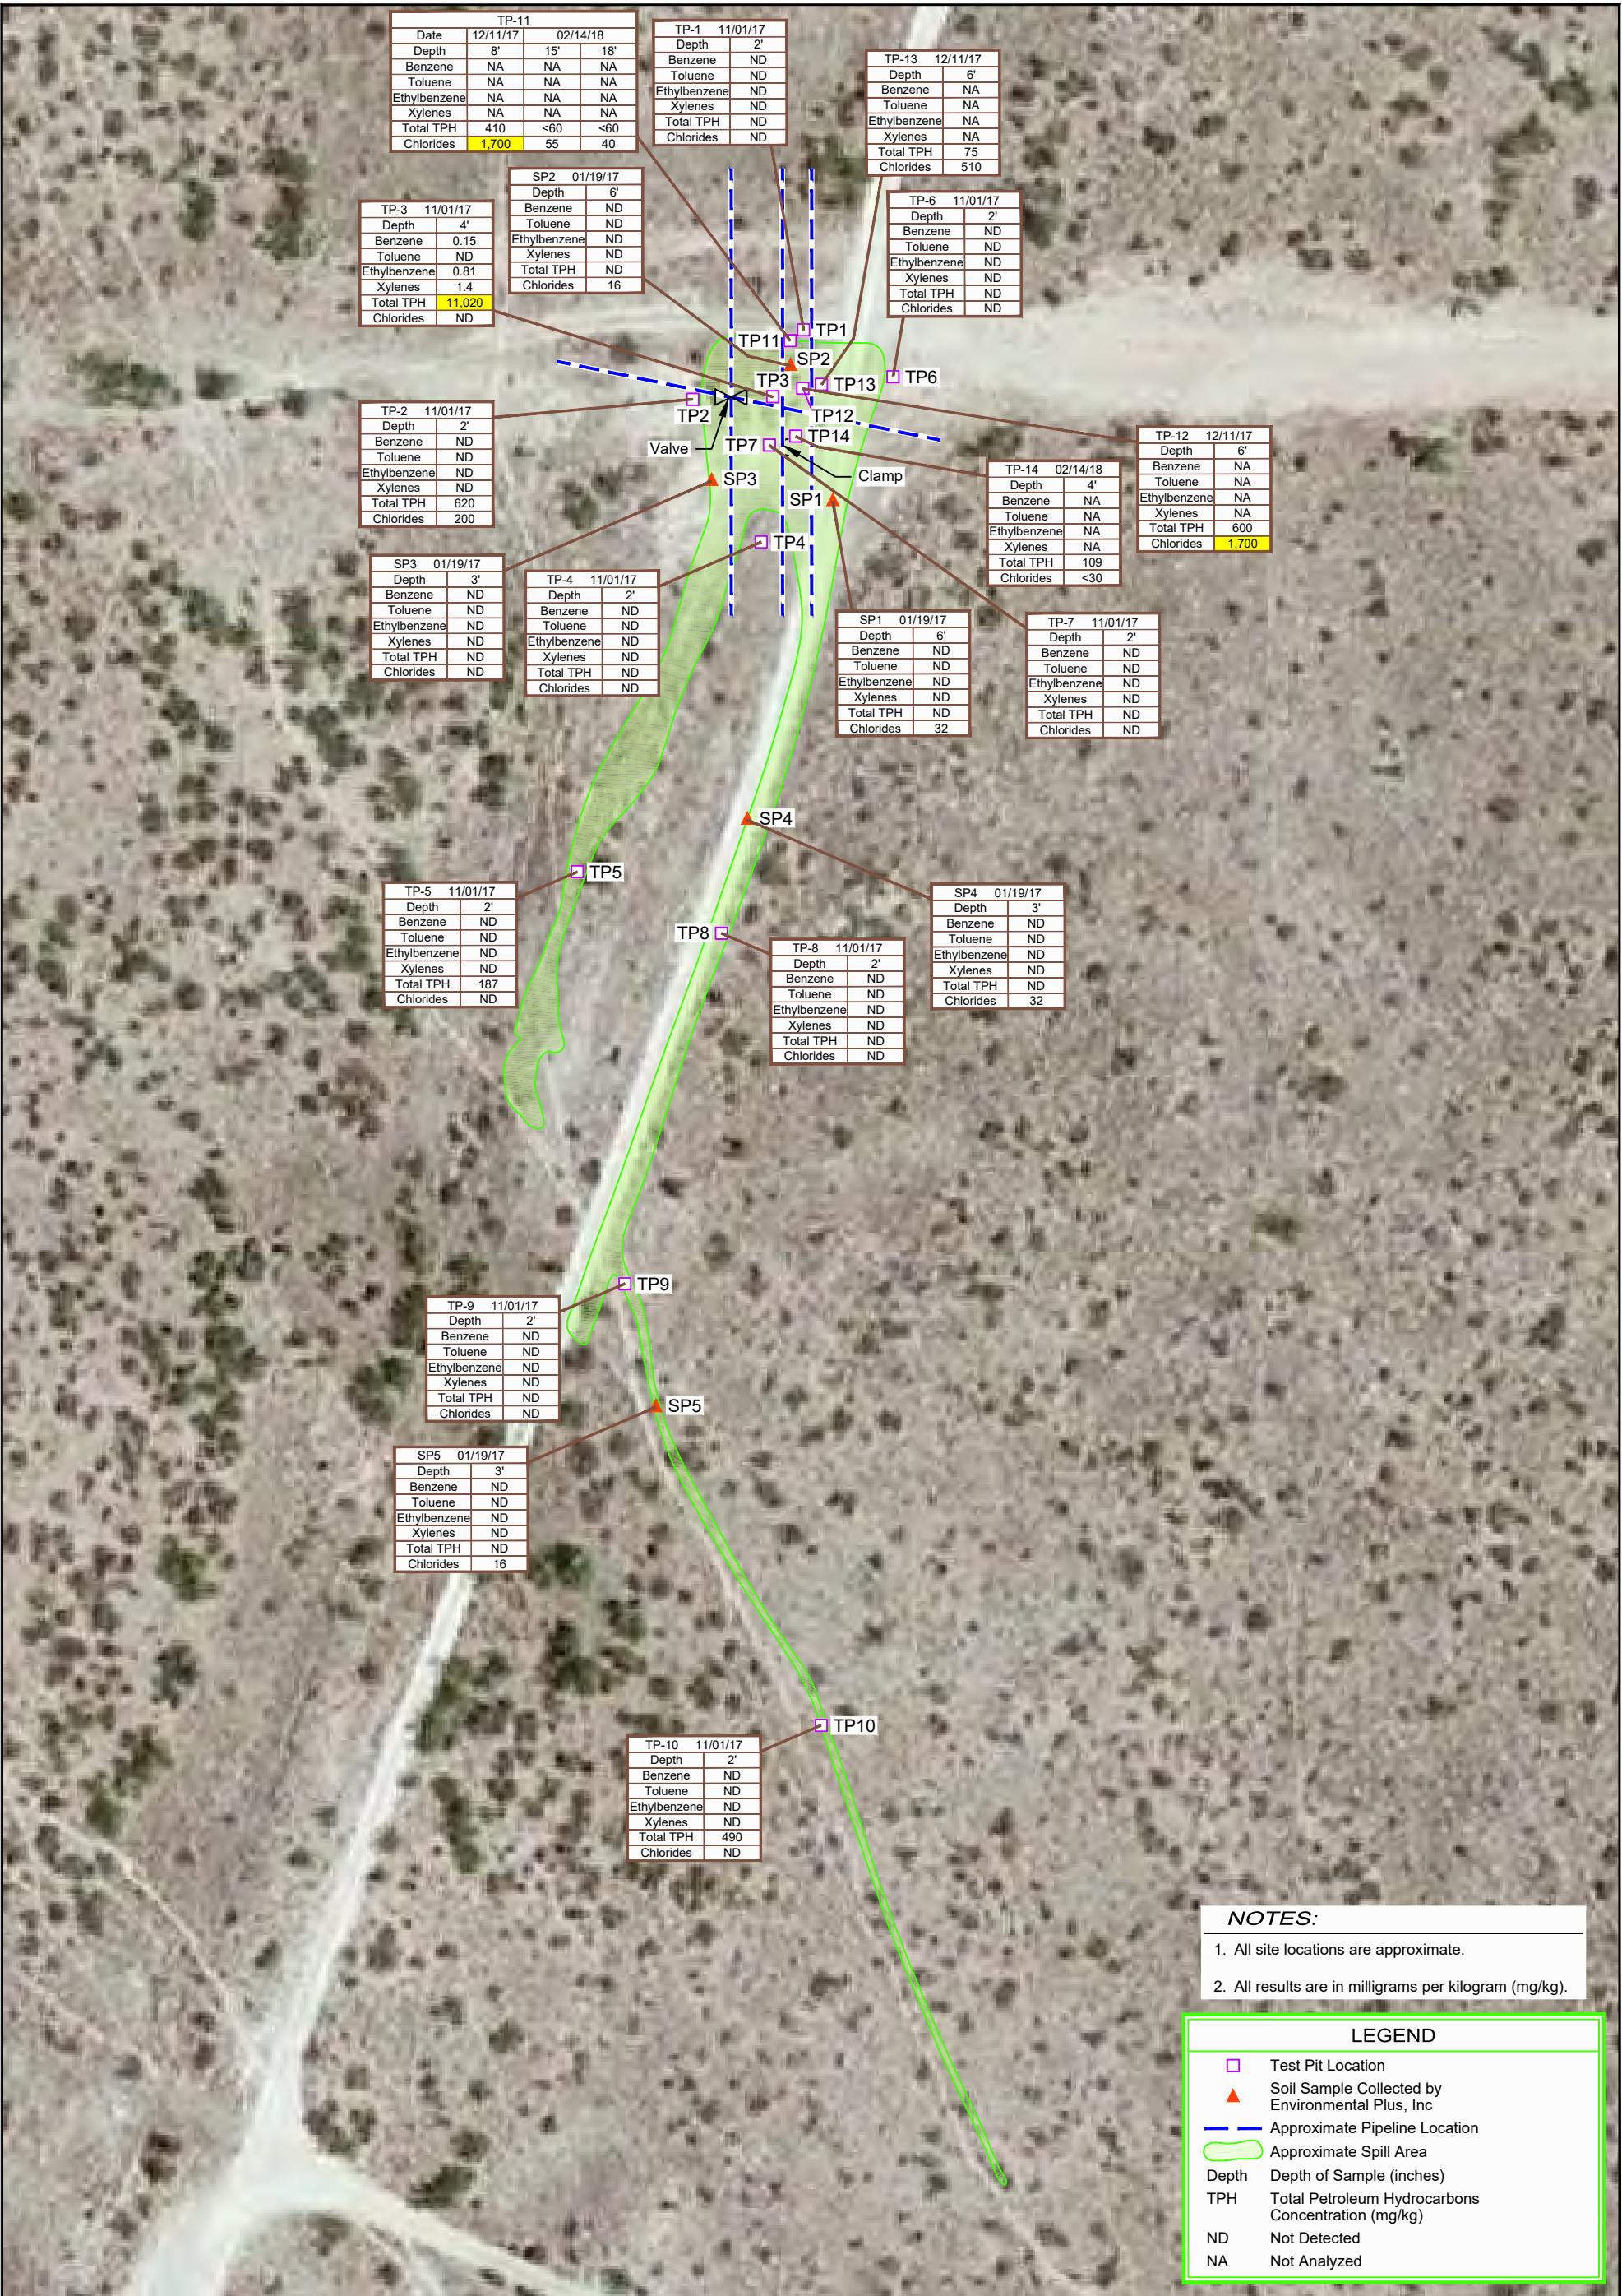 TP-11
Date 12/11/17 02/14/18
Depth 8' 15' 18'
Benzene NA NA NA
Toluene NA NA NA
Ethylbenzene NA NA NA
Xylenes NA NA NA
Total TPH 410 <60 <60
Chlorides 1,700 55 40
TP-1 11/01/17
Depth 2'
Benzene ND
Toluene ND
Ethylbenzene ND
Xylenes ND
Total TPH ND
Chlorides ND
TP-13 12/11/17
Depth 6'
Benzene NA
Toluene NA
Ethylbenzene NA
Xylenes NA
Total TPH 75
Chlorides 510
SP2 01/19/17
Depth 6'
Benzene ND
Toluene ND
Ethylbenzene ND
Xylenes ND
Total TPH ND
Chlorides 16
TP-3 11/01/17
Depth 4'
Benzene 0.15
Toluene ND
Ethylbenzene 0.81
Xylenes 1.4
Total TPH 11,020
Chlorides ND
TP-6 11/01/17
Depth 2'
Benzene ND
Toluene ND
Ethylbenzene ND
Xylenes ND
Total TPH ND
Chlorides ND
TP1
TP11
SP2
TP3
TP13
TP6
TP2
TP12
TP14
TP7
Valve
Clamp
SP3
SP1
TP4
TP-2 11/01/17
Depth 2'
Benzene ND
Toluene ND
Ethylbenzene ND
Xylenes ND
Total TPH 620
Chlorides 200
TP-12 12/11/17
Depth 6'
Benzene NA
Toluene NA
Ethylbenzene NA
Xylenes NA
Total TPH 600
Chlorides 1,700
TP-14 02/14/18
Depth 4'
Benzene NA
Toluene NA
Ethylbenzene NA
Xylenes NA
Total TPH 109
Chlorides <30
SP3 01/19/17
Depth 3'
Benzene ND
Toluene ND
Ethylbenzene ND
Xylenes ND
Total TPH ND
Chlorides ND
TP-4 11/01/17
Depth 2'
Benzene ND
Toluene ND
Ethylbenzene ND
Xylenes ND
Total TPH ND
Chlorides ND
SP1 01/19/17
Depth 6'
Benzene ND
Toluene ND
Ethylbenzene ND
Xylenes ND
Total TPH ND
Chlorides 32
TP-7 11/01/17
Depth 2'
Benzene ND
Toluene ND
Ethylbenzene ND
Xylenes ND
Total TPH ND
Chlorides ND
SP4
TP5
TP8
TP-5 11/01/17
Depth 2'
Benzene ND
Toluene ND
Ethylbenzene ND
Xylenes ND
Total TPH 187
Chlorides ND
SP4 01/19/17
Depth 3'
Benzene ND
Toluene ND
Ethylbenzene ND
Xylenes ND
Total TPH ND
Chlorides 32
TP-8 11/01/17
Depth 2'
Benzene ND
Toluene ND
Ethylbenzene ND
Xylenes ND
Total TPH ND
Chlorides ND
TP9
TP-9 11/01/17
Depth 2'
Benzene ND
Toluene ND
Ethylbenzene ND
Xylenes ND
Total TPH ND
Chlorides ND
SP5
SP5 01/19/17
Depth 3'
Benzene ND
Toluene ND
Ethylbenzene ND
Xylenes ND
Total TPH ND
Chlorides 16
TP10
TP-10 11/01/17
Depth 2'
Benzene ND
Toluene ND
Ethylbenzene ND
Xylenes ND
Total TPH 490
Chlorides ND
NOTES:
1. All site locations are approximate.
2. All results are in milligrams per kilogram (mg/kg).
LEGEND
Test Pit Location
Soil Sample Collected by
Environmental Plus, Inc
Approximate Pipeline Location
Approximate Spill Area
Depth Depth of Sample (inches)
TPH Total Petroleum Hydrocarbons
Concentration (mg/kg)
ND Not Detected
NA Not Analyzed